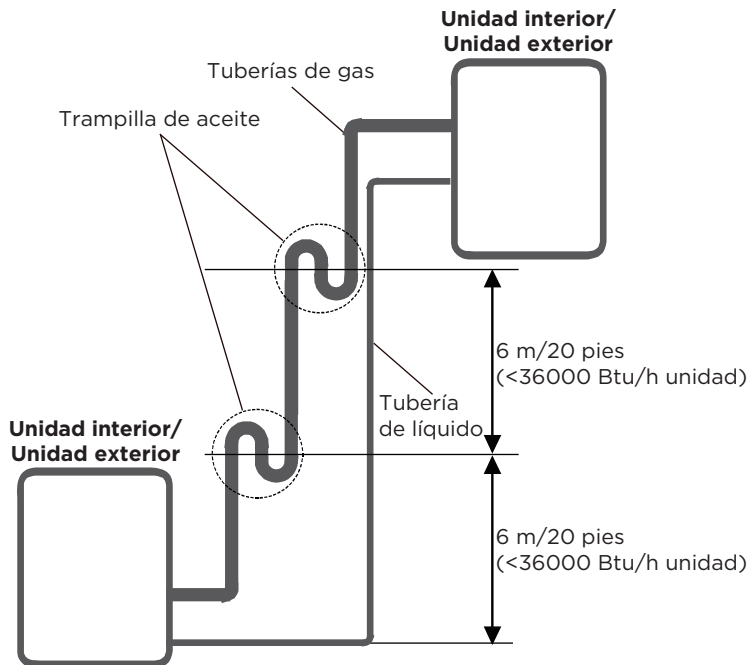 Unidad interior/
Unidad exterior
Tuberías de gas
Trampilla de aceite
6 m/20 pies
(<36000 Btu/h unidad)
Tubería
de líquido
Unidad interior/
Unidad exterior
6 m/20 pies
(<36000 Btu/h unidad)